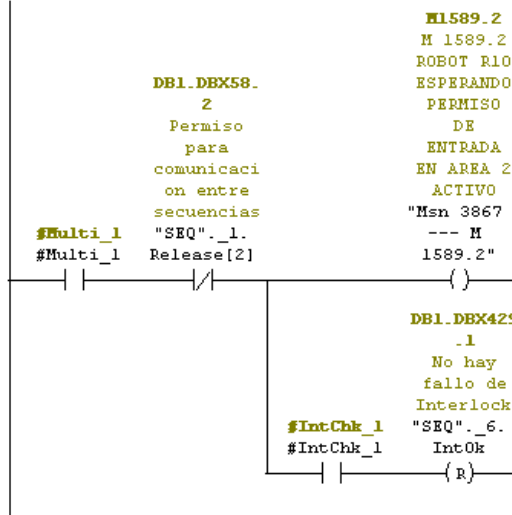 M1589.2
M 1589.2
ROBOT R10
ESPERANDO
PERMISO
DE
ENTRADA
EN AREA 2
ACTIVO
"Msn 3867
--- M
1589.2"
DB1.DBX58.
2
Permiso
para
comunicaci
on entre
secuencias
"SEQ"._1.
Release[2]
#Multi_1
#Multi_1
DB1.DBX429
.1
No hay
fallo de
Interlock
"SEQ"._6.
IntOk
R
#IntChk_1
#IntChk_1